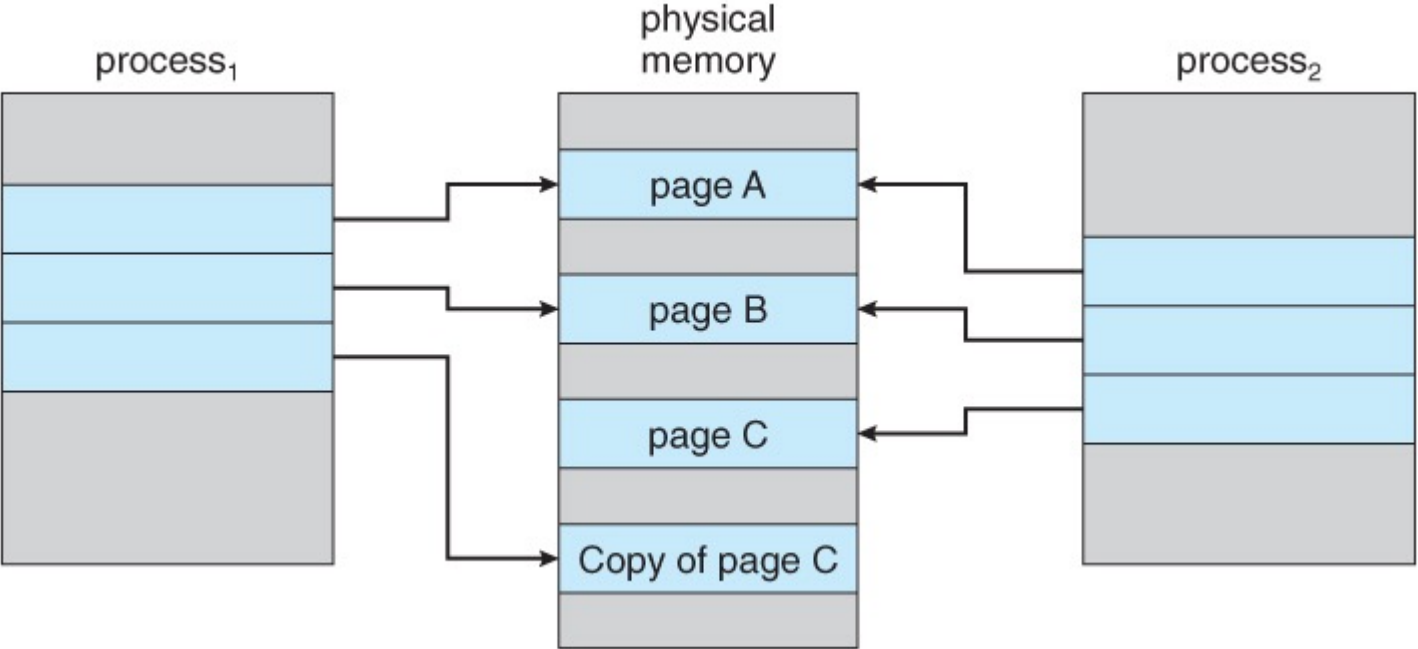 process₁
physical
memory
process₂
page A
page B
page C
Copy of page C